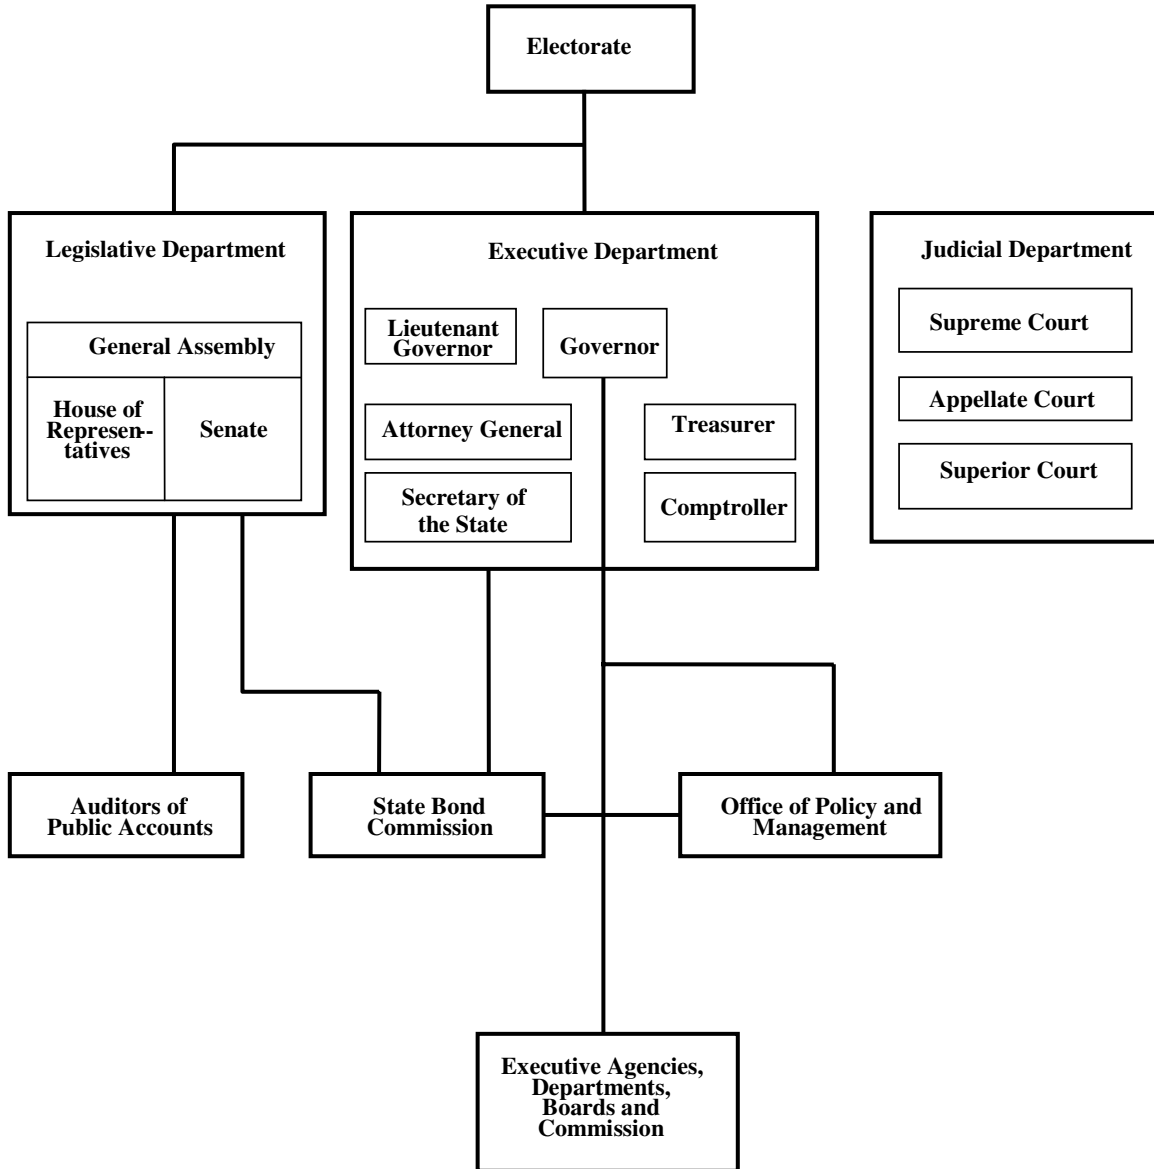 Electorate
Legislative Department
General Assembly
House of
Represen--
tatives
Senate
Executive Department
Lieutenant
Governor
Governor
Attorney General
Treasurer
Secretary of
the State
Comptroller
Judicial Department
Supreme Court
Appellate Court
Superior Court
Auditors of
Public Accounts
State Bond
Commission
Office of Policy and
Management
Executive Agencies,
Departments,
Boards and
Commission